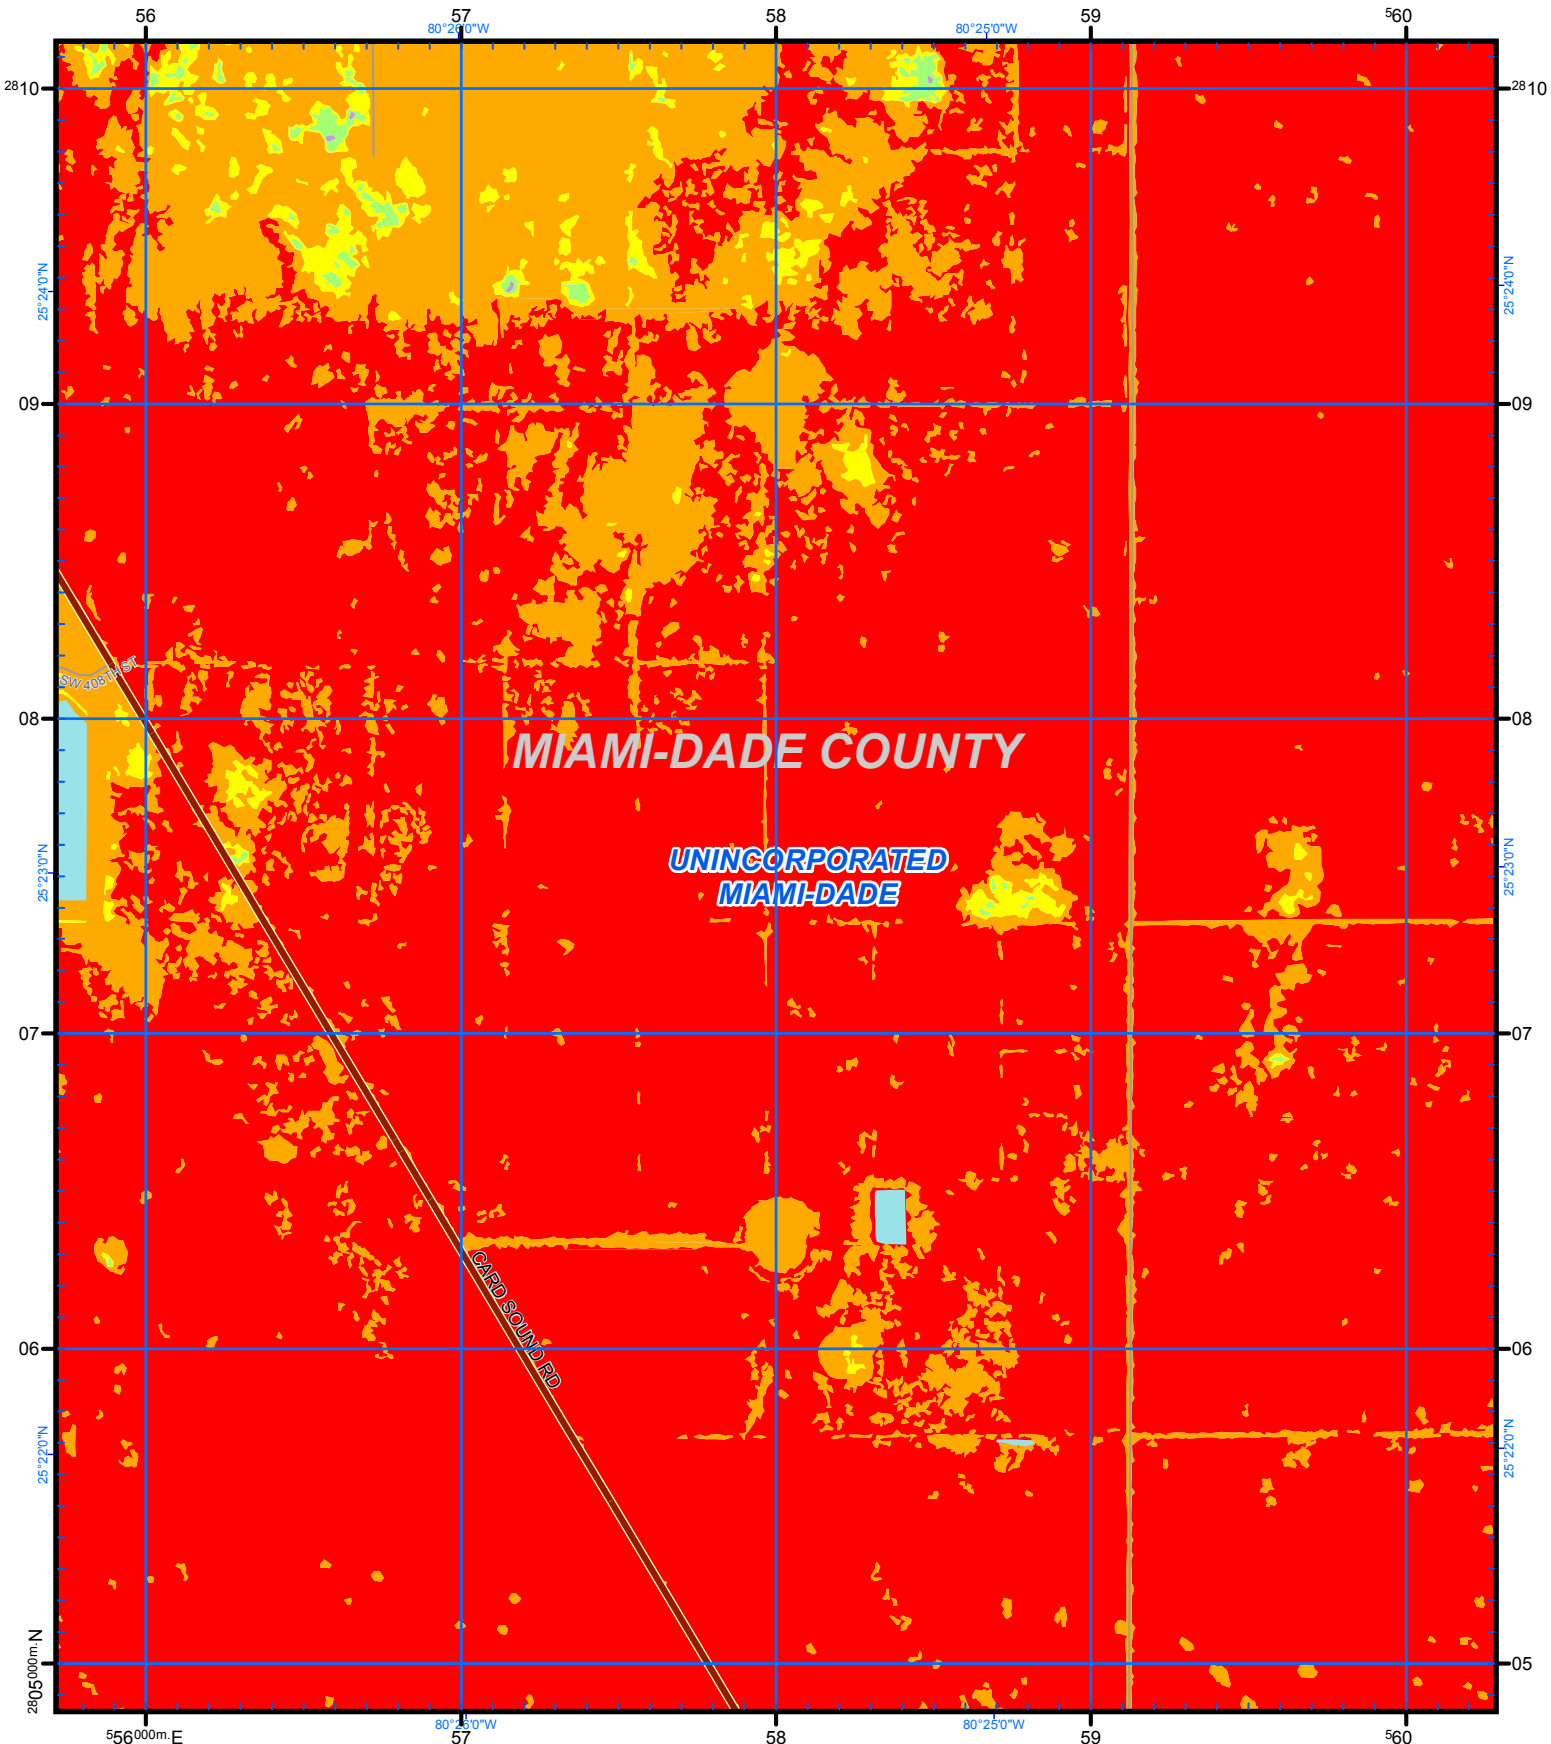 56 57 58 59 560
80°26'0"W 80°25'0"W
2810 2810
25°24'0"N 25°24'0"N
09 09
SW 408TH ST
08 08
MIAMI-DADE COUNTY
UNINCORPORATED
MIAMI-DADE
25°23'0"N 25°23'0"N
07 07
CARD SOUND RD
06 06
25°22'0"N 25°22'0"N
2805000m.N 05
80°26'0"W 80°25'0"W
556000m.E 57 58 59 560